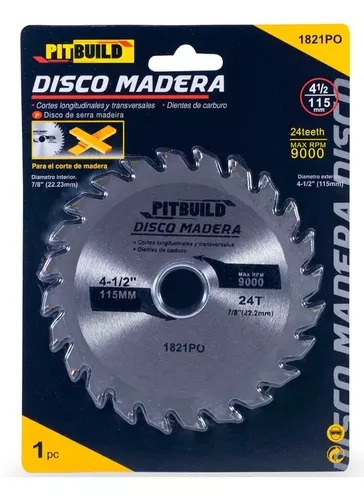 PITBUILD
1821PO
DISCO MADERA
• Cortes longitudinales y transversales • Dientes de carburo
P Disco de serra madeira
4 1/2
115
mm
24teeth
MAX RPM
9000
Para el corte de madera
Diametro interior.
7/8" (22.23mm)
Diametro exterior.
4-1/2" (115mm)
PITBUILD
DISCO MADERA
• Cortes longitudinales y transversales
• Dientes de carburo
4-1/2"
115MM
MAX RPM
9000
24T
7/8"(22.2mm)
1821PO
1 pc
DISCO MADERA
PITBUILD